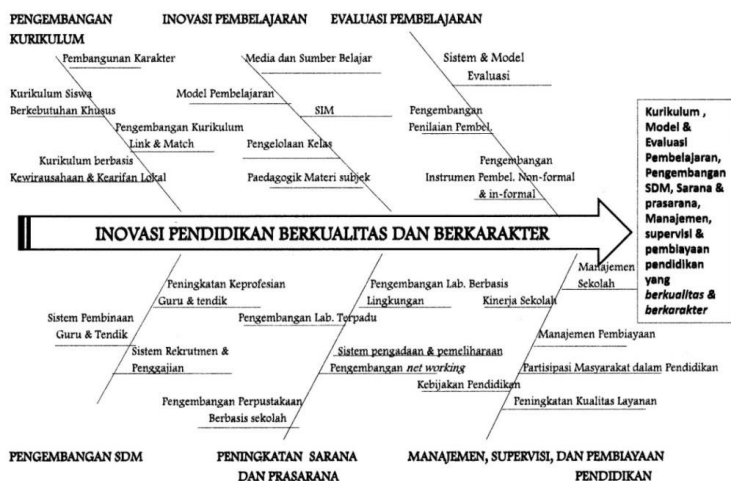 PENGEMBANGAN
KURIKULUM
Pembangunan Karakter
Kurikulum Siswa
Berkebutuhan Khusus
Pengembangan Kurikulum
Link & Match
Kurikulum berbasis
Kewirausahaan & Kearifan Lokal
INOVASI PEMBELAJARAN
Media dan Sumber Belajar
Model Pembelajaran
SIM
Pengelolaan Kelas
Paedagogik Materi subjek
EVALUASI PEMBELAJARAN
Sistem & Model
Evaluasi
Pengembangan
Penilaian Pembel.
Pengembangan
Instrumen Pembel. Non-formal
& in-formal
INOVASI PENDIDIKAN BERKUALITAS DAN BERKARAKTER
Kurikulum ,
Model &
Evaluasi
Pembelajaran,
Pengembangan
SDM, Sarana &
prasarana,
Manajemen,
supervisi &
pembiayaan
pendidikan
yang
berkualitas &
berkarakter
Peningkatan Keprofesian
Guru & tendik
Sistem Pembinaan
Guru & Tendik
Sistem Rekrutmen &
Penggajian
PENGEMBANGAN SDM
Pengembangan Lab. Berbasis
Lingkungan
Pengembangan Lab. Terpadu
Sistem pengadaan & pemeliharaan
Pengembangan net working
Pengembangan Perpustakaan
Berbasis sekolah
PENINGKATAN SARANA
DAN PRASARANA
Manajemen
Sekolah
Kinerja Sekolah
Manajemen Pembiayaan
Partisipasi Masyarakat dalam Pendidikan
Kebijakan Pendidikan
Peningkatan Kualitas Layanan
MANAJEMEN, SUPERVISI, DAN PEMBIAYAAN
PENDIDIKAN